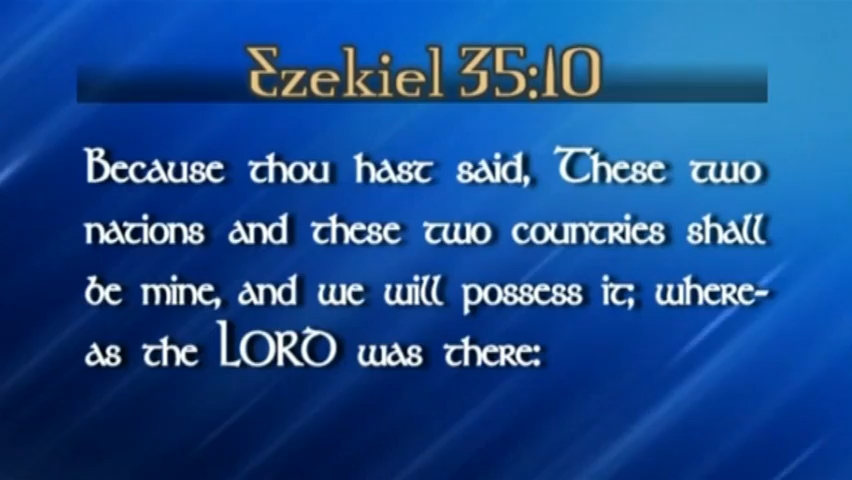 Ezekiel 35:10
Because thou hast said, These two
nations and these two countries shall
be mine, and we will possess it; where-
as the LORD was there: